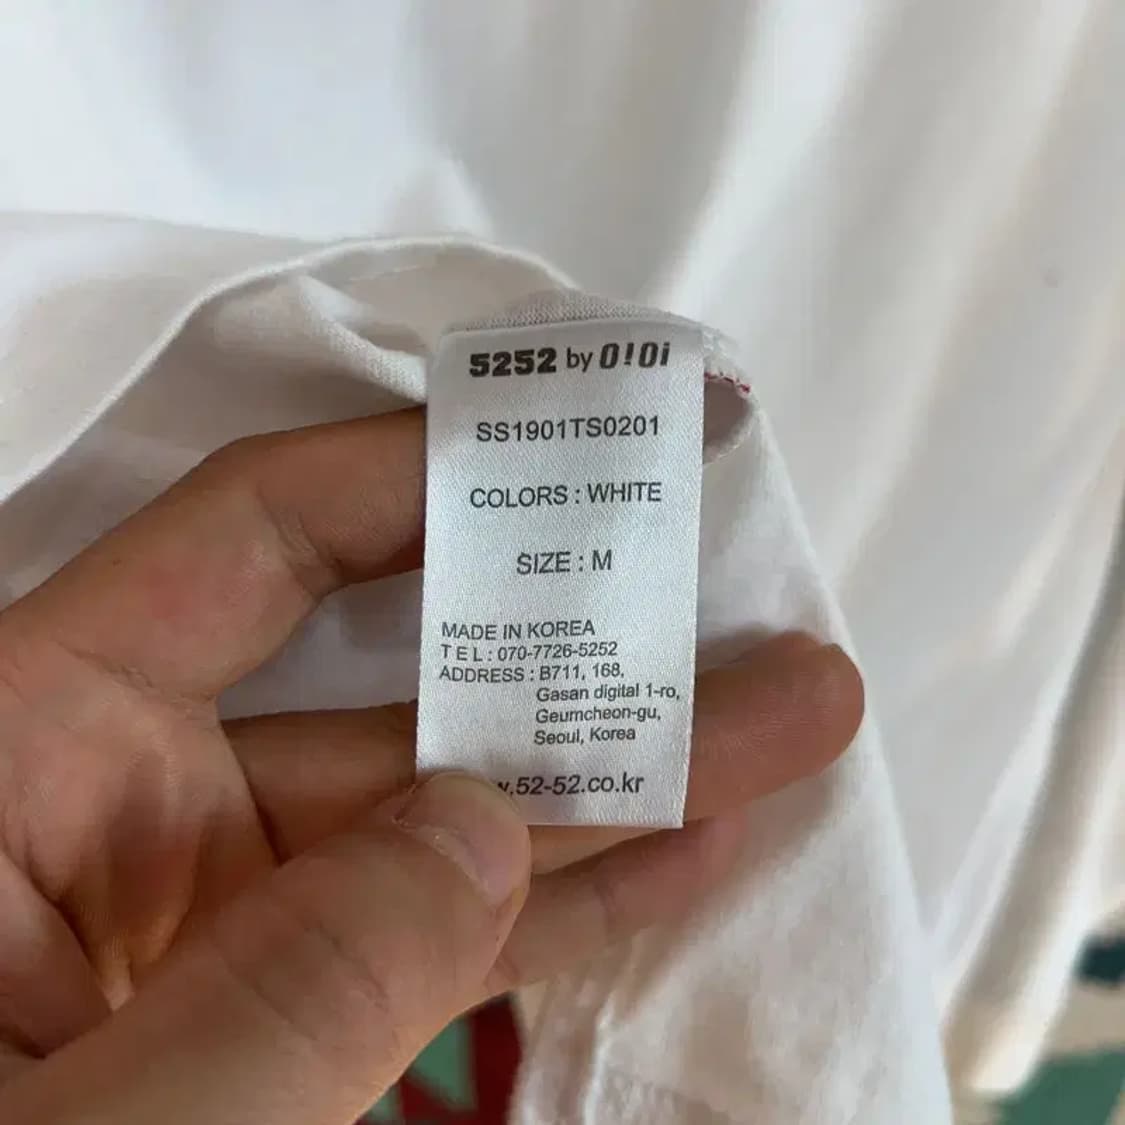 5252 by O!Oi
SS1901TS0201
COLORS : WHITE
SIZE : M
MADE IN KOREA
TEL : 070-7726-5252
ADDRESS : B711, 168,
Gasan digital 1-ro,
Geumcheon-gu,
Seoul, Korea
.52-52.co.kr